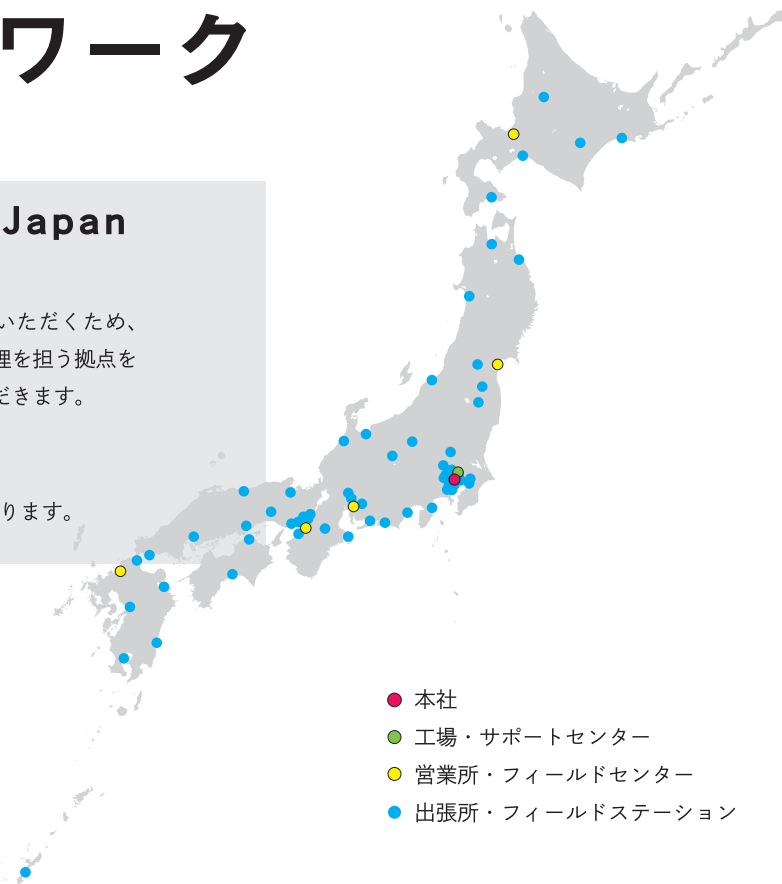 ワーク
Japan
いただくため、
理を担う拠点を
だきます。
ります。
本社
工場・サポートセンター
営業所・フィールドセンター
出張所・フィールドステーション